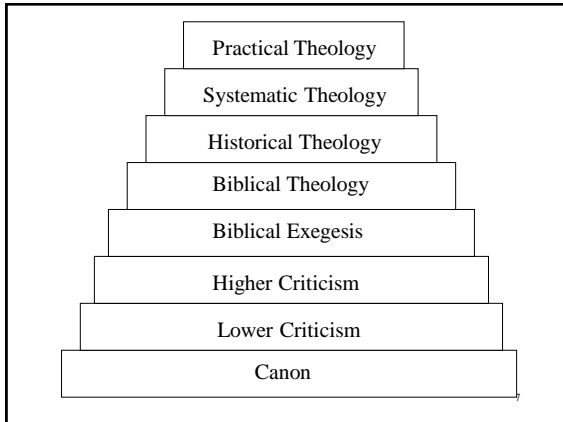 Practical Theology
Systematic Theology
Historical Theology
Biblical Theology
Biblical Exegesis
Higher Criticism
Lower Criticism
Canon
7